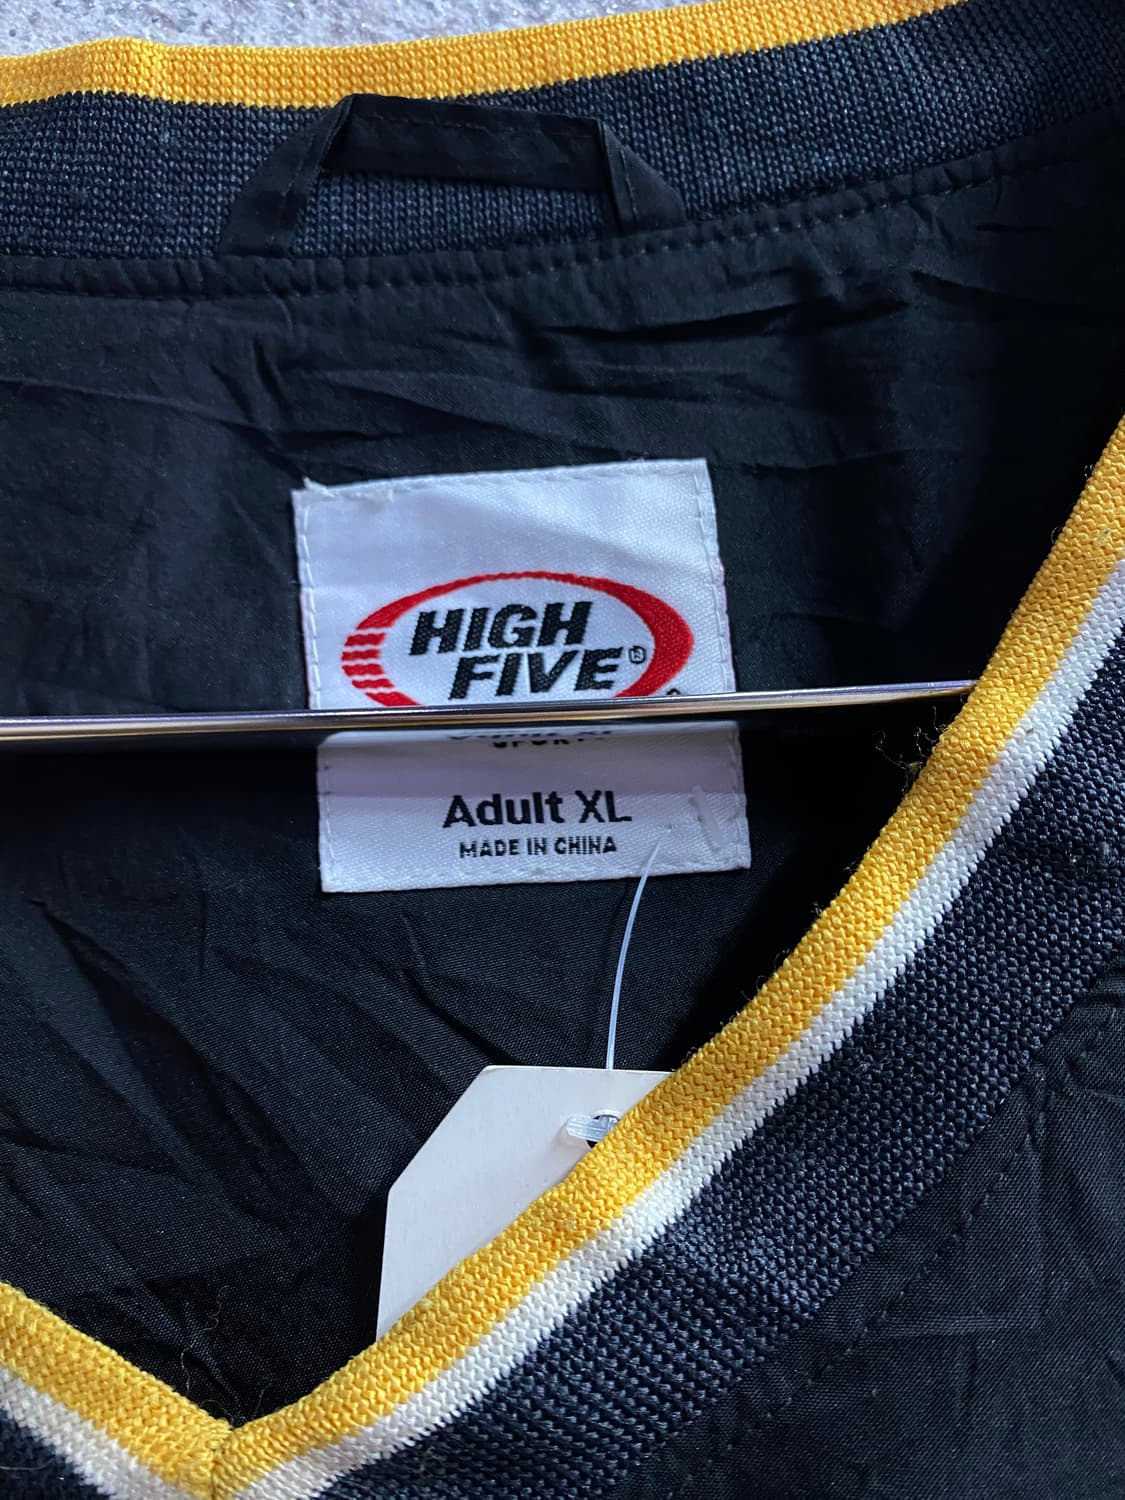 HIGH
FIVE®
Adult XL
MADE IN CHINA